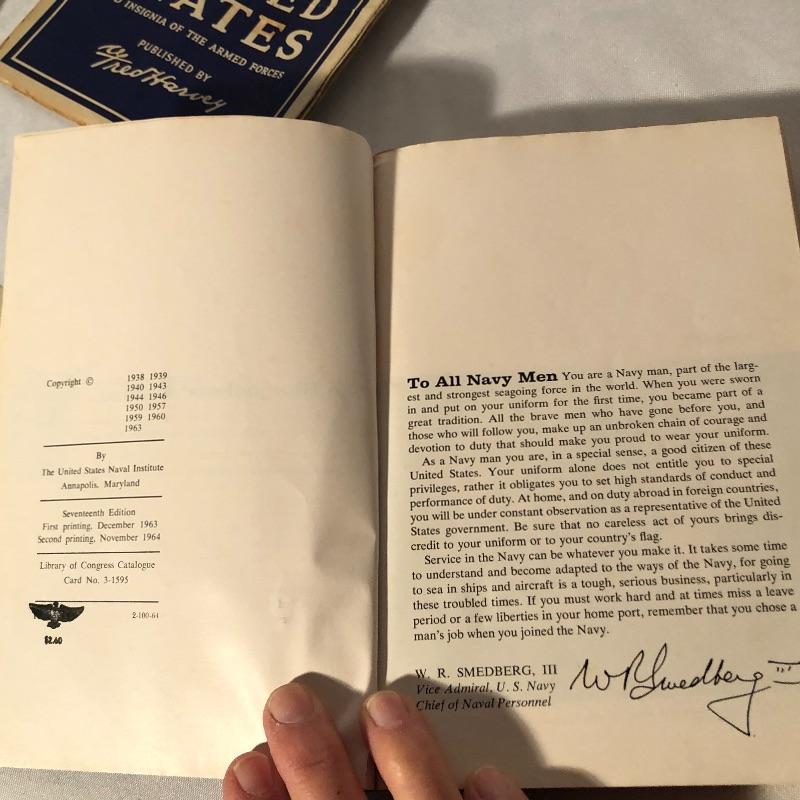 ED
ATES
D INSIGNIA OF THE ARMED FORCES
PUBLISHED BY
Fred Harvey
Copyright © 1938 1939
1940 1943
1944 1946
1950 1957
1959 1960
1963
By
The United States Naval Institute
Annapolis, Maryland
Seventeenth Edition
First printing, December 1963
Second printing, November 1964
Library of Congress Catalogue
Card No. 3-1595
2-100-64
$2.60
To All Navy Men You are a Navy man, part of the larg-
est and strongest seagoing force in the world. When you were sworn
in and put on your uniform for the first time, you became part of a
great tradition. All the brave men who have gone before you, and
those who will follow you, make up an unbroken chain of courage and
devotion to duty that should make you proud to wear your uniform.
As a Navy man you are, in a special sense, a good citizen of these
United States. Your uniform alone does not entitle you to special
privileges, rather it obligates you to set high standards of conduct and
performance of duty. At home, and on duty abroad in foreign countries,
you will be under constant observation as a representative of the United
States government. Be sure that no careless act of yours brings dis-
credit to your uniform or to your country's flag.
Service in the Navy can be whatever you make it. It takes some time
to understand and become adapted to the ways of the Navy, for going
to sea in ships and aircraft is a tough, serious business, particularly in
these troubled times. If you must work hard and at times miss a leave
period or a few liberties in your home port, remember that you chose a
man's job when you joined the Navy.
W. R. SMEDBERG, III
Vice Admiral, U. S. Navy
Chief of Naval Personnel
W R Smedberg III